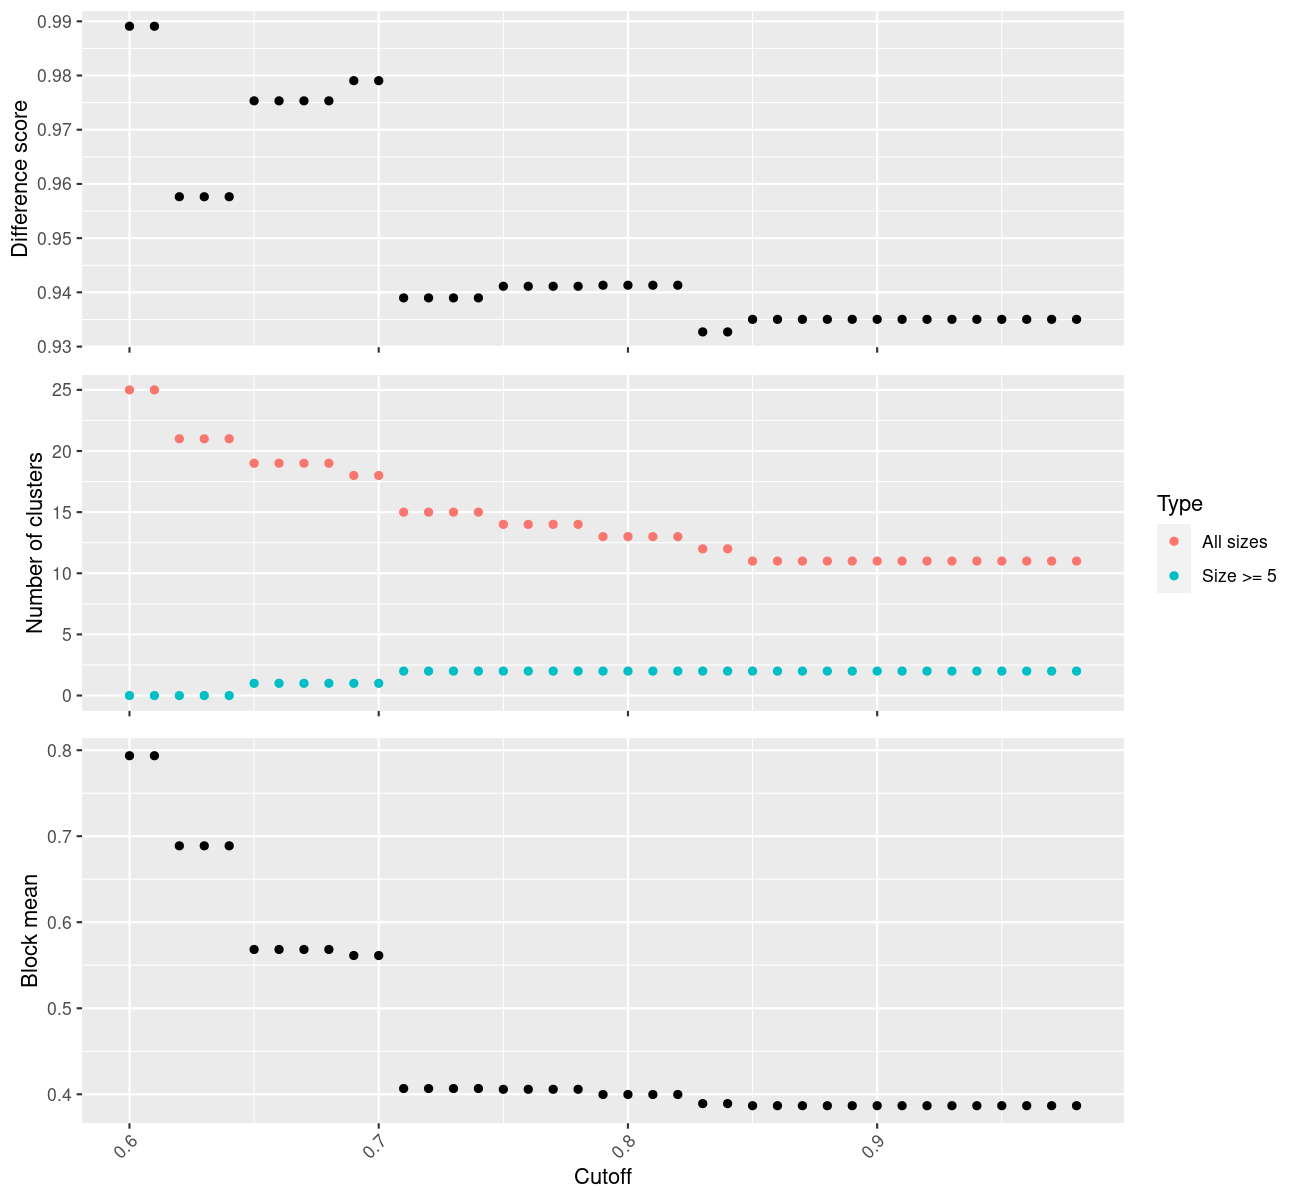 0.99
0.98
0.97
0.96
0.95
0.94
0.93
Difference score
25
20
15
10
5
0
Number of clusters
Type
All sizes
Size >= 5
0.8
0.7
0.6
0.5
0.4
Block mean
0.6 0.7 0.8 0.9
Cutoff